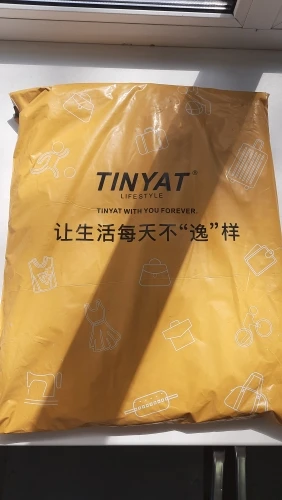 TINYAT®
LIFESTYLE
TINYAT WITH YOU FOREVER.
让生活每天不“逸”样